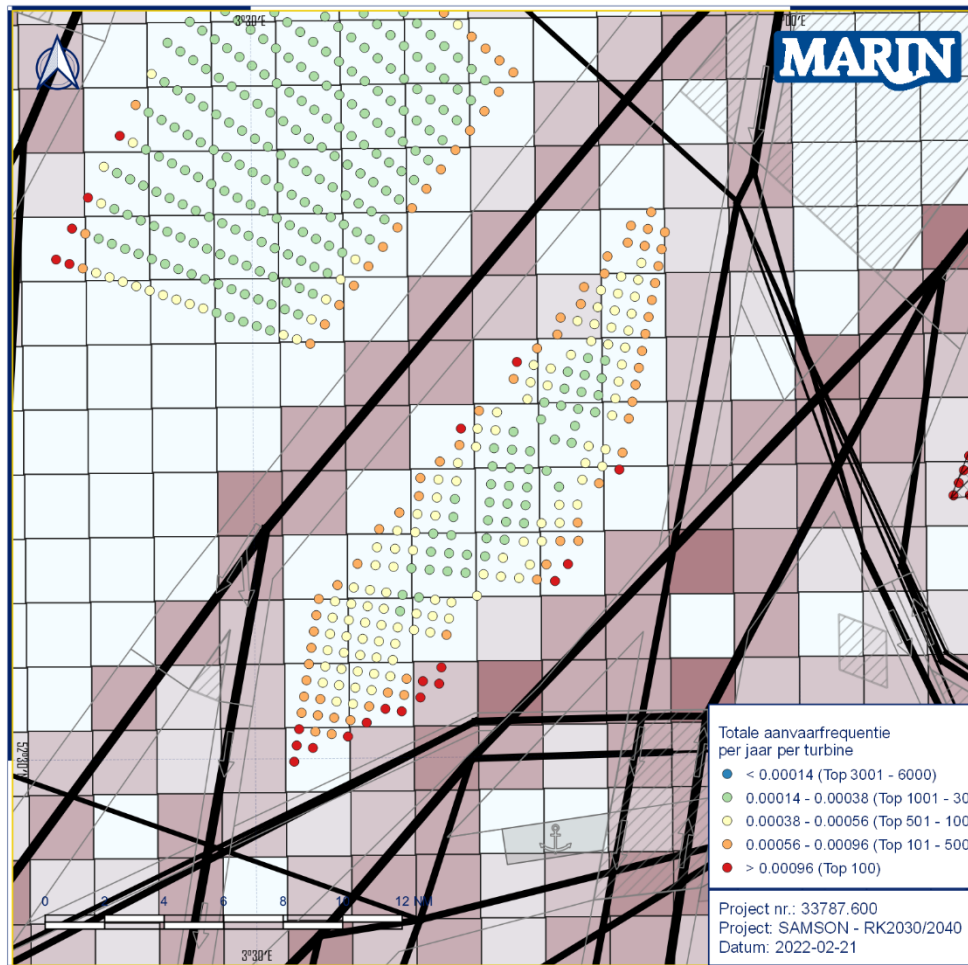 3°30'E
00'E
MARIN
52°30'N
Totale aanvaarfrequentie
per jaar per turbine
< 0.00014 (Top 3001 - 6000)
0.00014 - 0.00038 (Top 1001 - 30
0.00038 - 0.00056 (Top 501 - 100
0.00056 - 0.00096 (Top 101 - 500
> 0.00096 (Top 100)
0 2 4 6 8 10 12 NM
Project nr.: 33787.600
Project: SAMSON - RK2030/2040
Datum: 2022-02-21
3°30'E